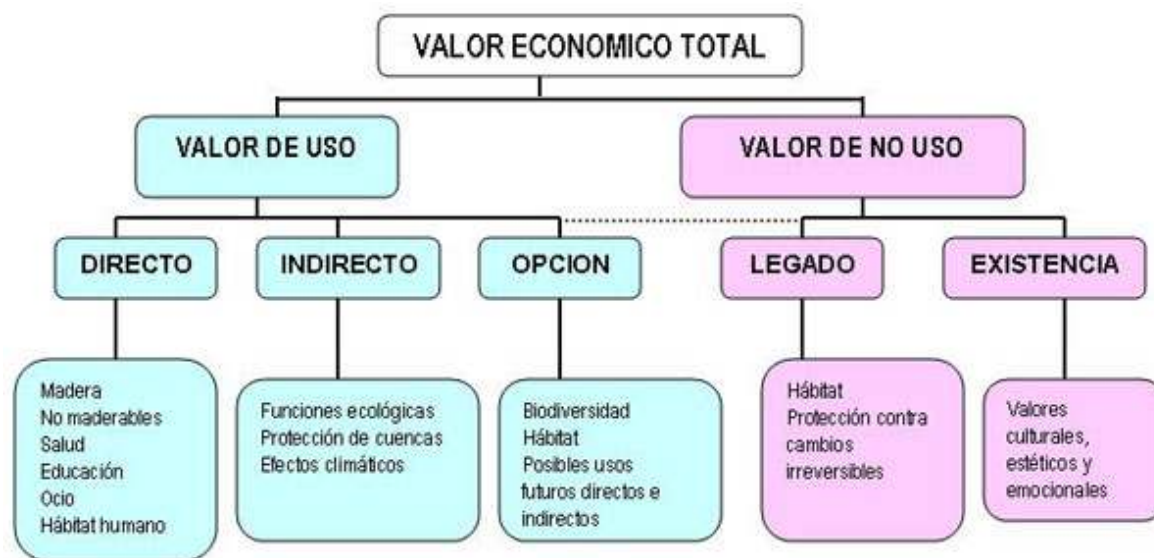 VALOR ECONOMICO TOTAL
VALOR DE USO
VALOR DE NO USO
DIRECTO
INDIRECTO
OPCION
LEGADO
EXISTENCIA
Madera
No maderables
Salud
Educación
Ocio
Hábitat humano
Funciones ecológicas
Protección de cuencas
Efectos climáticos
Biodiversidad
Hábitat
Posibles usos
futuros directos e
indirectos
Hábitat
Protección contra
cambios
irreversibles
Valores
culturales,
estéticos y
emocionales